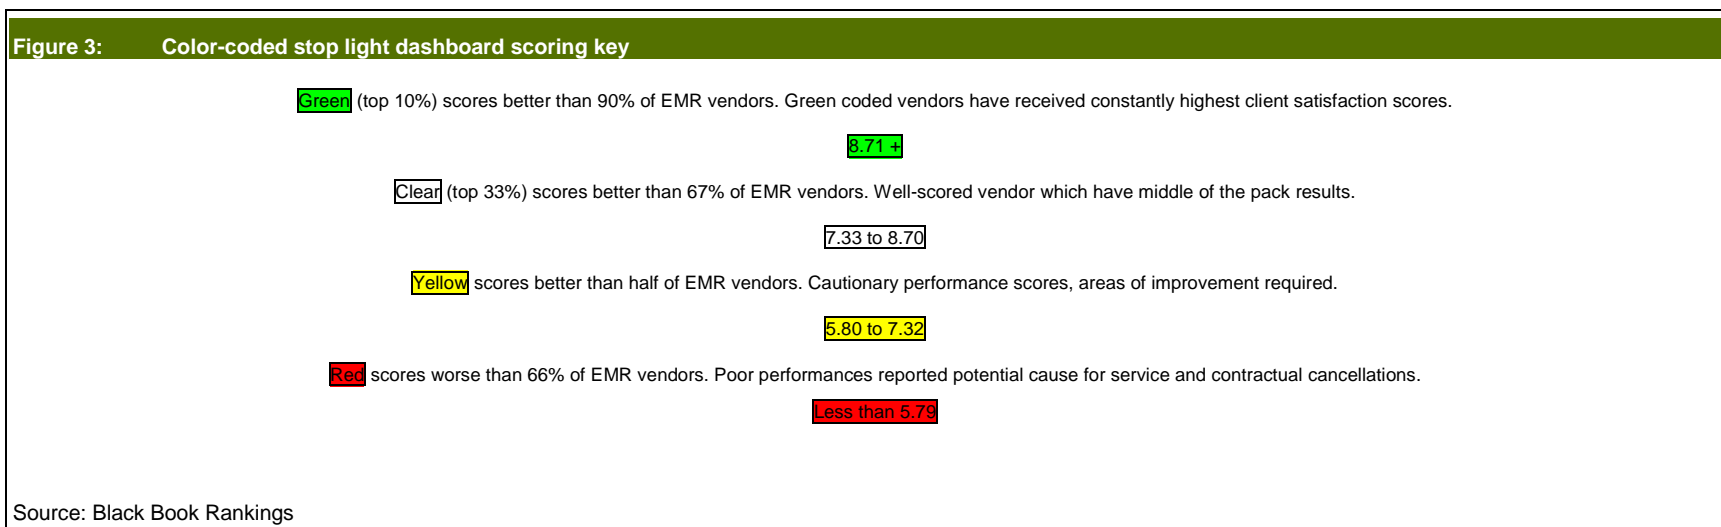 Figure 3: Color-coded stop light dashboard scoring key
Green (top 10%) scores better than 90% of EMR vendors. Green coded vendors have received constantly highest client satisfaction scores.
8.71 +
Clear (top 33%) scores better than 67% of EMR vendors. Well-scored vendor which have middle of the pack results.
7.33 to 8.70
Yellow scores better than half of EMR vendors. Cautionary performance scores, areas of improvement required.
5.80 to 7.32
Red scores worse than 66% of EMR vendors. Poor performances reported potential cause for service and contractual cancellations.
Less than 5.79
Source: Black Book Rankings